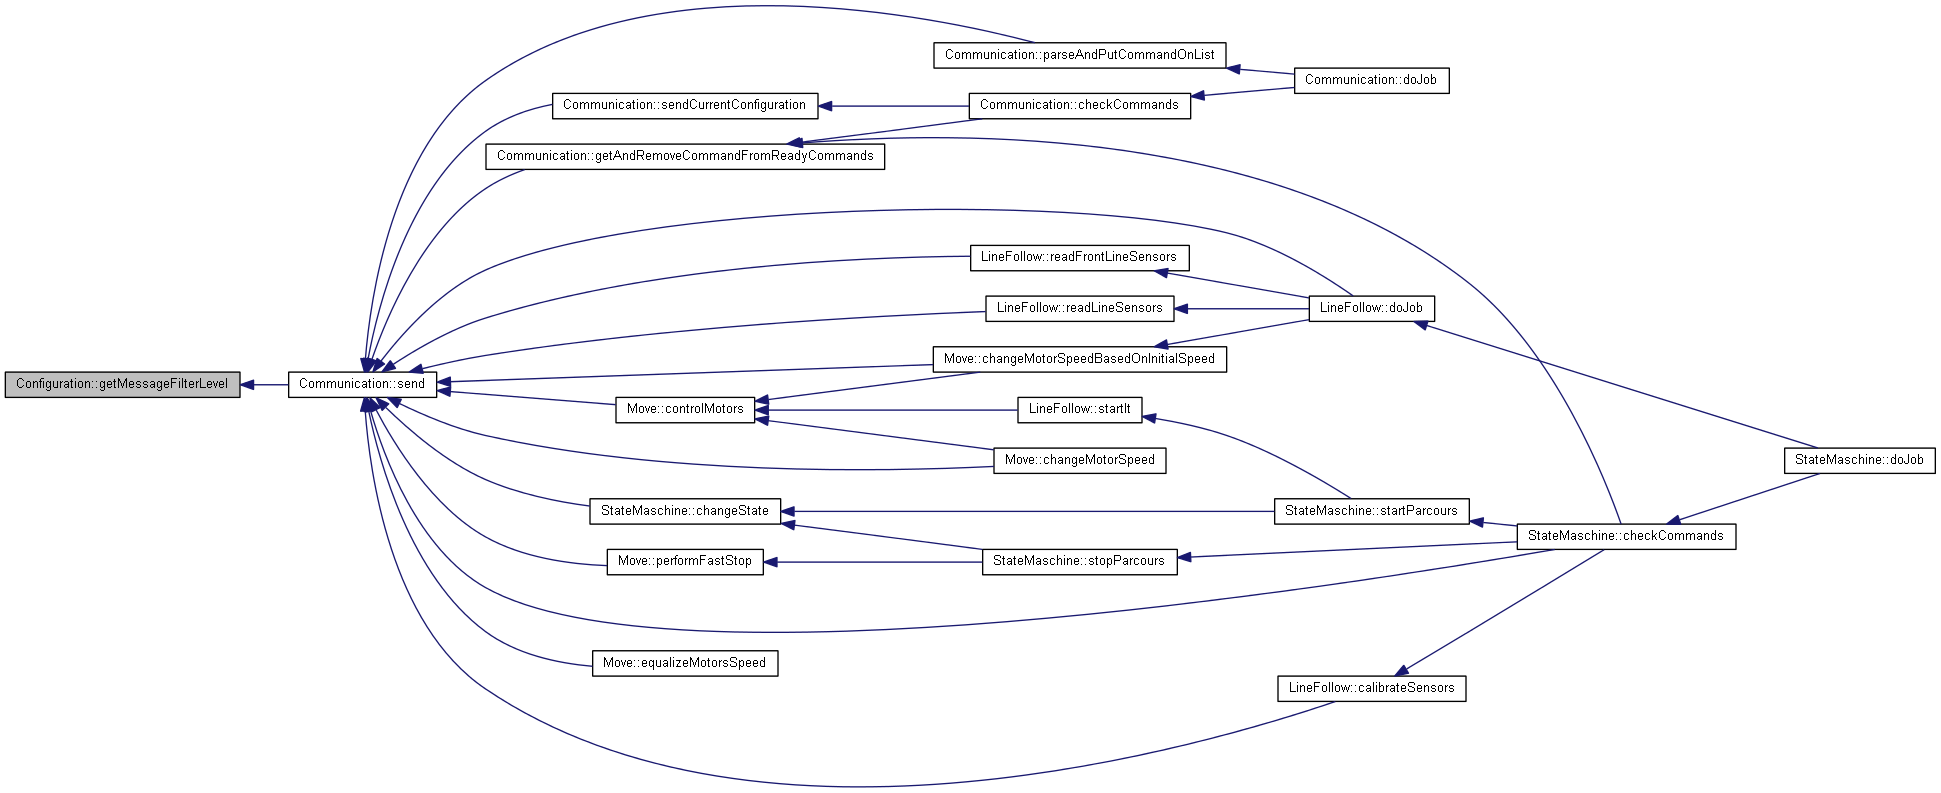 Communication::parseAndPutCommandOnList
Communication::doJob
Communication::sendCurrentConfiguration
Communication::checkCommands
Communication::getAndRemoveCommandFromReadyCommands
LineFollow::readFrontLineSensors
LineFollow::readLineSensors
LineFollow::doJob
Move::changeMotorSpeedBasedOnInitialSpeed
Configuration::getMessageFilterLevel
Communication::send
Move::controlMotors
LineFollow::startIt
Move::changeMotorSpeed
StateMaschine::doJob
StateMaschine::changeState
StateMaschine::startParcours
StateMaschine::checkCommands
Move::performFastStop
StateMaschine::stopParcours
Move::equalizeMotorsSpeed
LineFollow::calibrateSensors